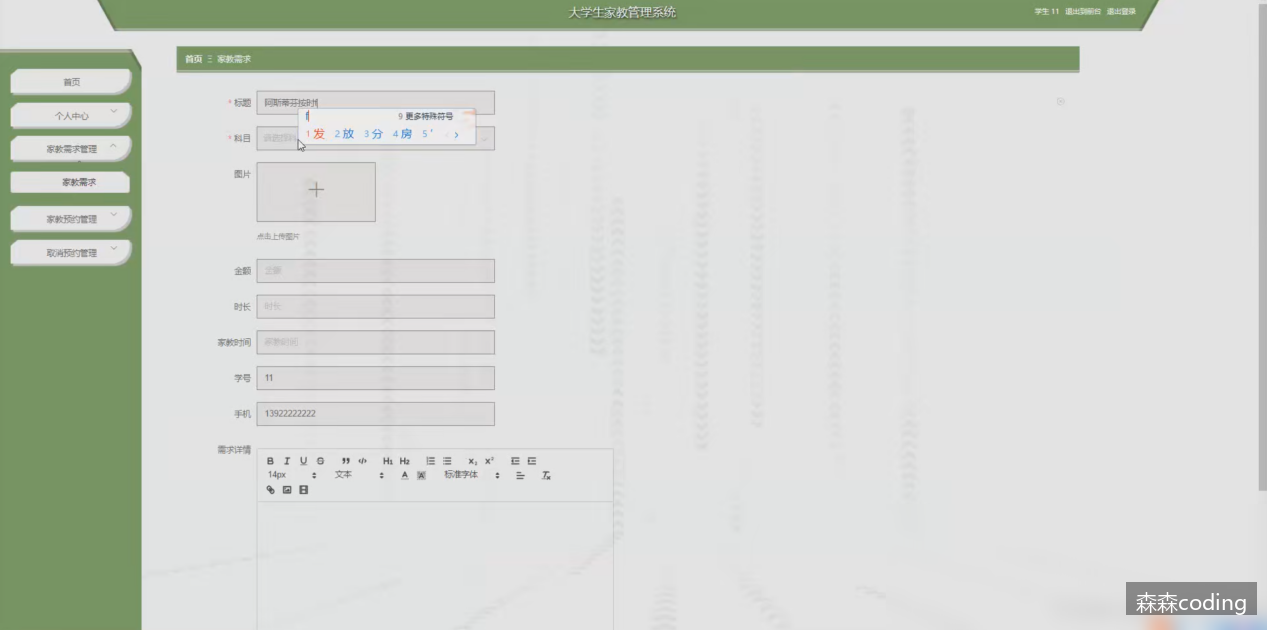 大学生家教管理系统
学生 11 退出到前台 退出登录
首页 家教需求
首页
个人中心
家教需求管理
家教需求
家教预约管理
取消预约管理
* 标题 阿斯蒂芬按时f
f 9 更多特殊符号
1 发 2 放 3 分 4 房 5 '
* 科目
图片
点击上传图片
金额 金额
时长 时长
家教时间 家教时间
学号 11
手机 13922222222
需求详情
B I U S H1 H2 x2 x²
14px 文本 A 标准字体
森森coding